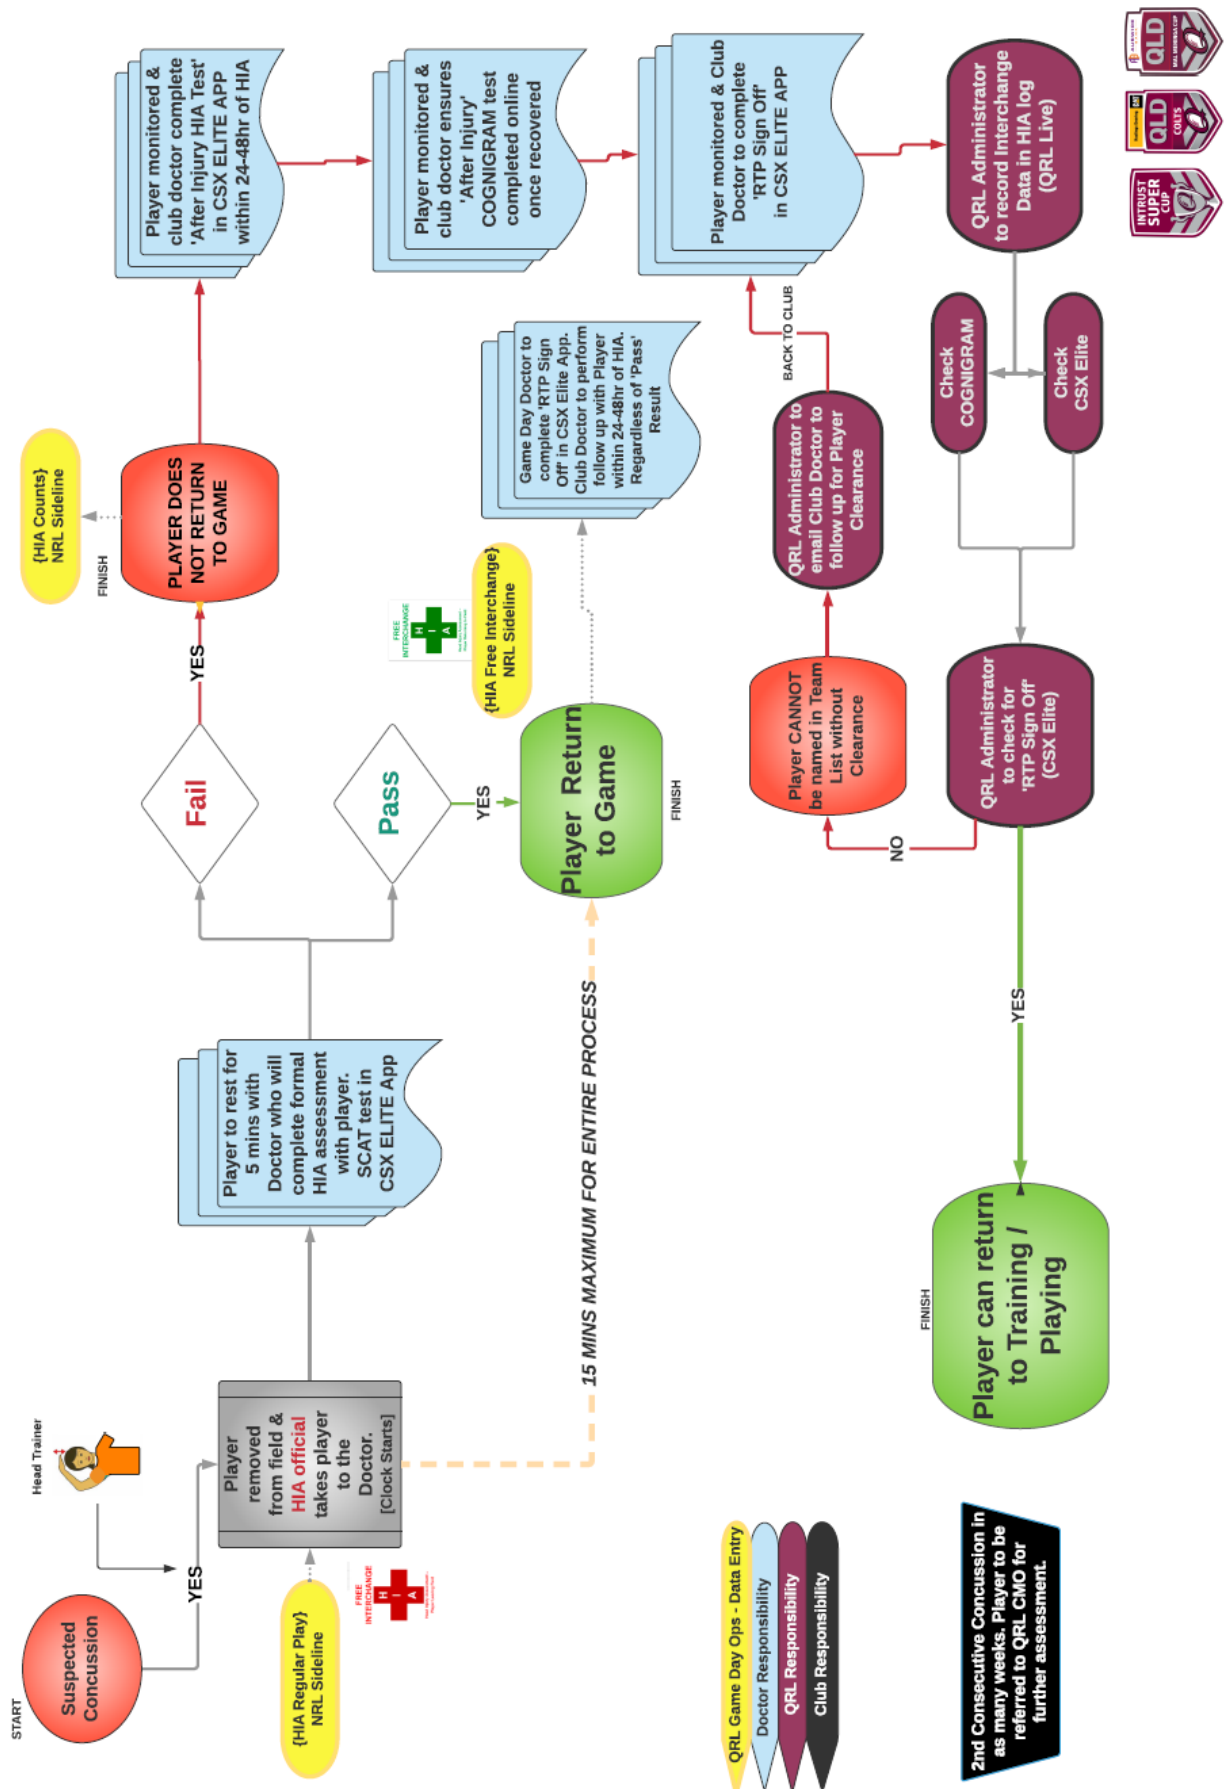 START
Suspected
Concussion
Head Trainer
YES
{HIA Regular Play}
NRL Sideline
FREE
INTERCHANGE
H
I
A
Player
removed
from field &
HIA official
takes player
to the
Doctor.
[Clock Starts]
Player to rest for
5 mins with
Doctor who will
complete formal
HIA assessment
with player.
SCAT test in
CSX ELITE App
15 MINS MAXIMUM FOR ENTIRE PROCESS
Fail
YES
Pass
YES
PLAYER DOES
NOT RETURN
TO GAME
FINISH
{HIA Counts}
NRL Sideline
Player Return
to Game
FINISH
FREE
INTERCHANGE
H
I
A
{HIA Free Interchange}
NRL Sideline
Game Day Doctor to
complete 'RTP Sign
Off' in CSX Elite App.
Club Doctor to perform
follow up with Player
within 24-48hr of HIA.
Regardless of 'Pass'
Result
Player monitored &
club doctor complete
'After Injury HIA Test'
in CSX ELITE APP
within 24-48hr of HIA
Player monitored &
club doctor ensures
'After Injury'
COGNIGRAM test
completed online
once recovered
Player monitored & Club
Doctor to complete
'RTP Sign Off'
in CSX ELITE APP
QRL Administrator
to record Interchange
Data in HIA log
(QRL Live)
Check
COGNIGRAM
Check
CSX Elite
QRL Administrator
to check for
'RTP Sign Off'
(CSX Elite)
NO
Player CANNOT
be named in Team
List without
Clearance
QRL Administrator to
email Club Doctor to
follow up for Player
Clearance
BACK TO CLUB
YES
FINISH
Player can return
to Training /
Playing
QRL Game Day Ops - Data Entry
Doctor Responsibility
QRL Responsibility
Club Responsibility
2nd Consecutive Concussion in
as many weeks. Player to be
referred to QRL CMO for
further assessment.
INTRUST
SUPER
CUP
QLD
COLTS
QLD
MAL MENINGA CUP